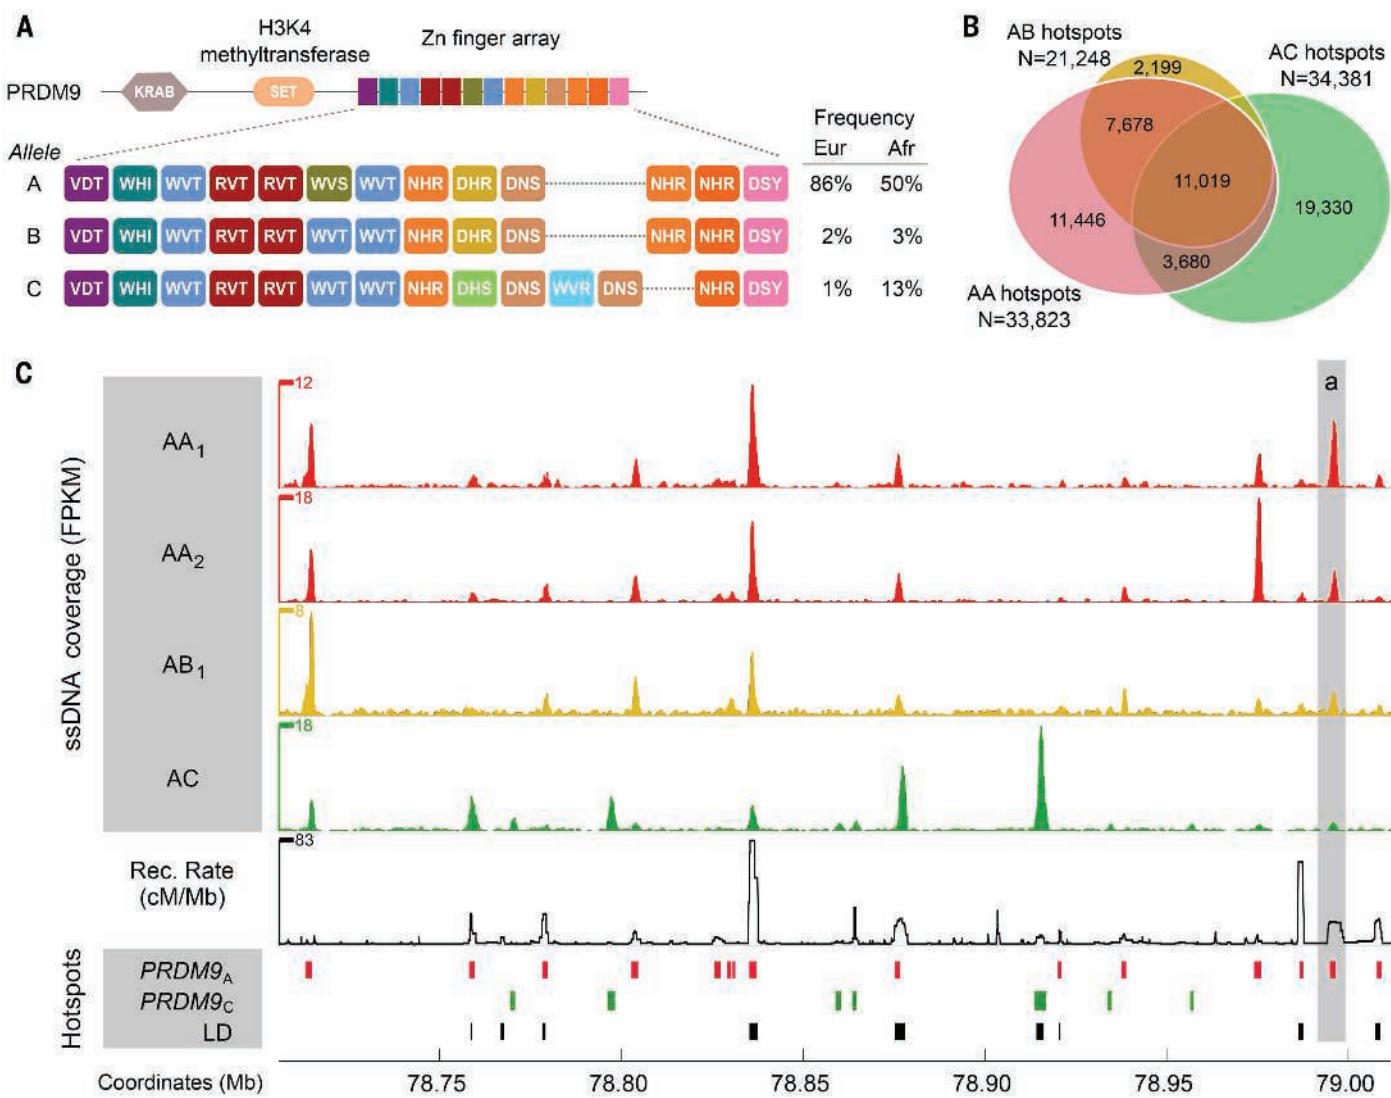 A
H3K4
methyltransferase
Zn finger array
PRDM9
KRAB
SET
Frequency
Allele
Eur Afr
A VDT WHI WVT RVT RVT WVS WVT NHR DHR DNS NHR NHR DSY 86% 50%
B VDT WHI WVT RVT RVT WVT WVT NHR DHR DNS NHR NHR DSY 2% 3%
C VDT WHI WVT RVT RVT WVT WVT NHR DHS DNS WVR DNS NHR DSY 1% 13%
B
AB hotspots
N=21,248
AC hotspots
N=34,381
2,199
7,678
11,019
11,446
19,330
3,680
AA hotspots
N=33,823
C
ssDNA coverage (FPKM)
12
a
AA1
18
AA2
8
AB1
18
AC
83
Rec. Rate
(cM/Mb)
Hotspots
PRDM9A
PRDM9C
LD
Coordinates (Mb) 78.75 78.80 78.85 78.90 78.95 79.00